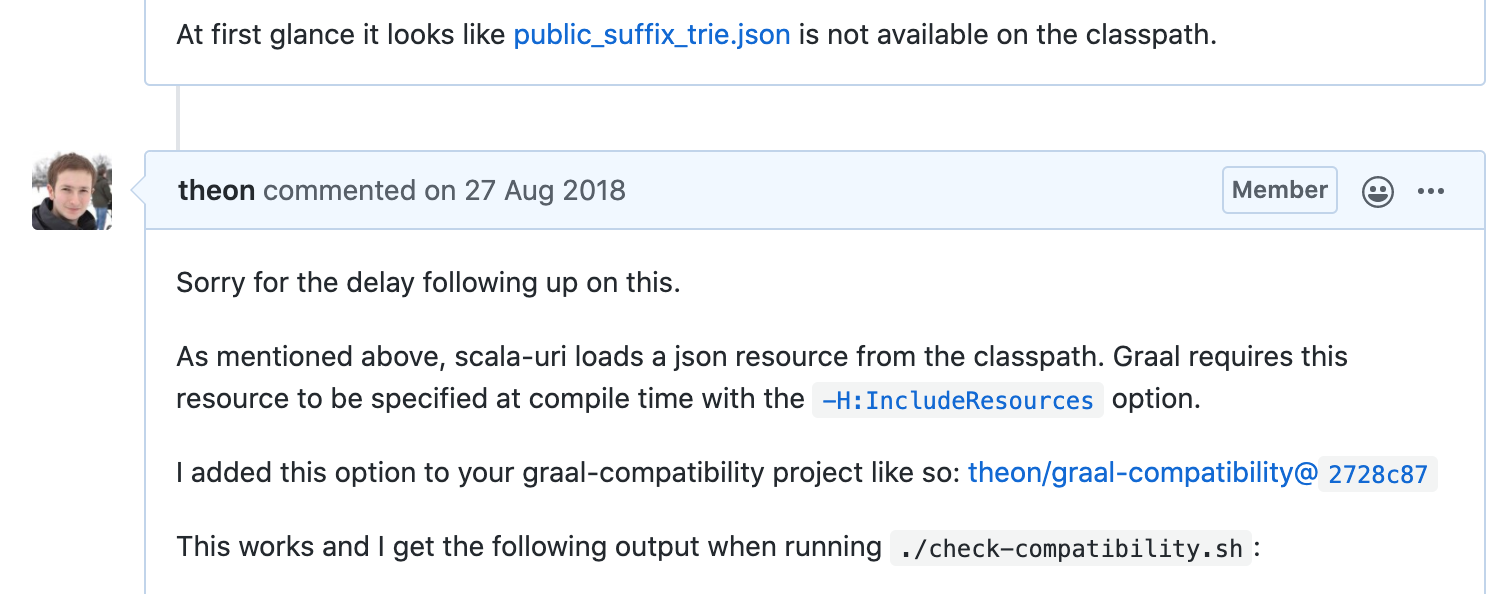 At first glance it looks like public_suffix_trie.json is not available on the classpath.
theon commented on 27 Aug 2018
Member
Sorry for the delay following up on this.
As mentioned above, scala-uri loads a json resource from the classpath. Graal requires this
resource to be specified at compile time with the -H:IncludeResources option.
I added this option to your graal-compatibility project like so: theon/graal-compatibility@2728c87
This works and I get the following output when running ./check-compatibility.sh: